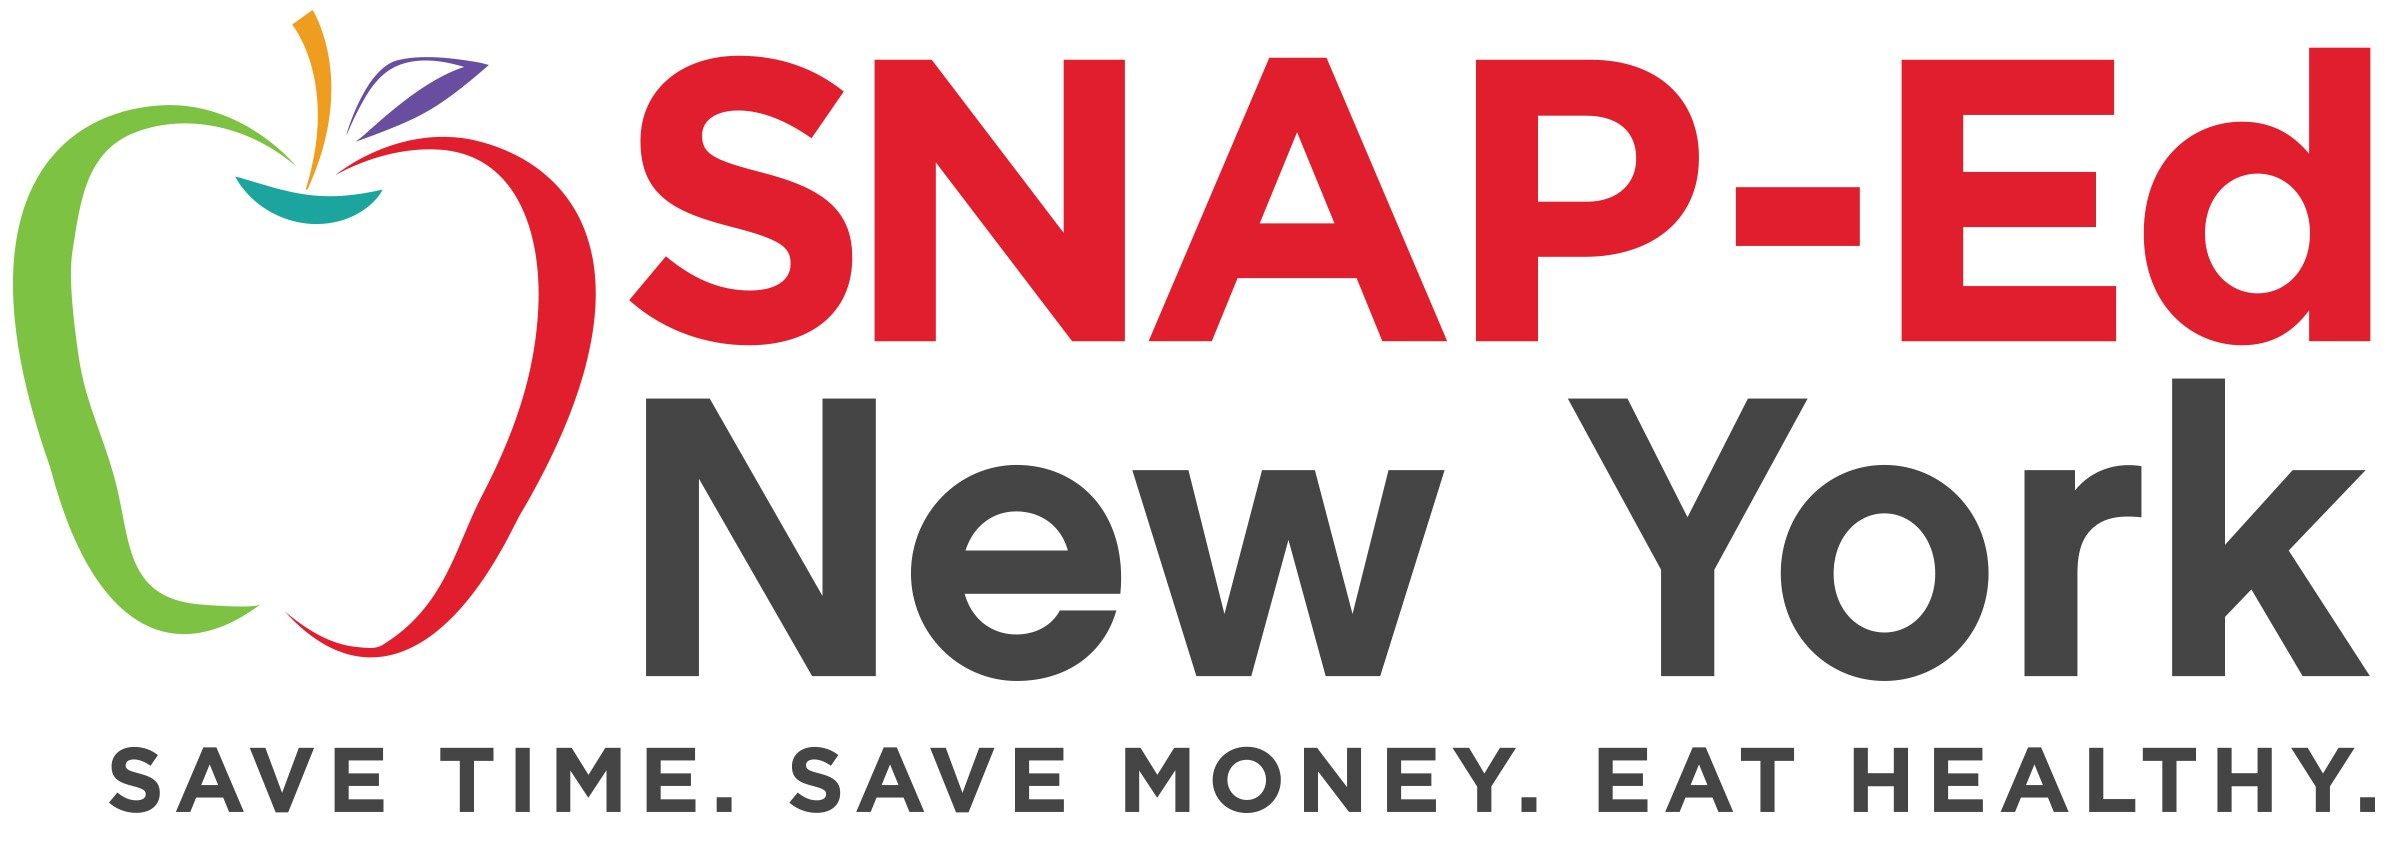 SNAP-Ed
New York
SAVE TIME. SAVE MONEY. EAT HEALTHY.